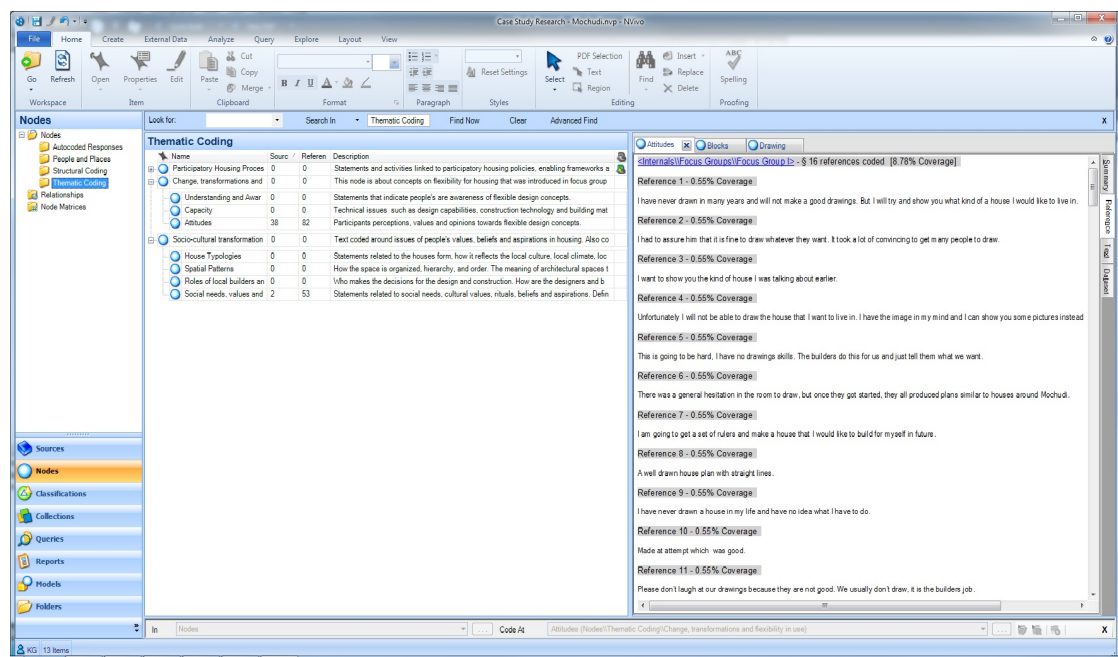 Case Study Research - Mochudi.nvp - NVivo
File Home Create External Data Analyze Query Explore Layout View
Go Refresh Open Properties Edit Paste Cut Copy Merge
B I U A
Reset Settings
Select PDF Selection Text Region
Find Insert Replace Delete
ABC Spelling
Workspace Item Clipboard Format Paragraph Styles Editing Proofing
Nodes
Look for: Search In Thematic Coding Find Now Clear Advanced Find X
Nodes
Autocoded Responses
People and Places
Structural Coding
Thematic Coding
Relationships
Node Matrices
Sources
Nodes
Classifications
Collections
Queries
Reports
Models
Folders
Thematic Coding
Name Sourc Referen Description
Participatory Housing Proces 0 0 Statements and activities linked to participatory housing policies, enabling frameworks a
Change, transformations and 0 0 This node is about concepts on flexibility for housing that was introduced in focus group
Understanding and Awar 0 0 Statements that indicate people's are awareness of flexible design concepts.
Capacity 0 0 Technical issues such as design capabilities, construction technology and building mat
Attitudes 38 82 Participants perceptions, values and opinions towards flexible design concepts.
Socio-cultural transformation 0 0 Text coded around issues of people's values, beliefs and aspirations in housing. Also co
House Typologies 0 0 Statements related to the houses form, how it reflects the local culture, local climate, loc
Spatial Patterns 0 0 How the space is organized, hierarchy, and order. The meaning of architectural spaces t
Roles of local builders an 0 0 Who makes the decisions for the design and construction. How are the designers and b
Social needs, values and 2 53 Statements related to social needs, cultural values, rituals, beliefs and aspirations. Defin
Attitudes Blocks Drawing
<Internals\\Focus Groups\\Focus Group I> - § 16 references coded [8.78% Coverage]
Reference 1 - 0.55% Coverage
I have never drawn in many years and will not make a good drawings. But I will try and show you what kind of a house I would like to live in.
Reference 2 - 0.55% Coverage
I had to assure him that it is fine to draw whatever they want. It took a lot of convincing to get many people to draw.
Reference 3 - 0.55% Coverage
I want to show you the kind of house I was talking about earlier.
Reference 4 - 0.55% Coverage
Unfortunately I will not be able to draw the house that I want to live in. I have the image in my mind and I can show you some pictures instead
Reference 5 - 0.55% Coverage
This is going to be hard, I have no drawings skills. The builders do this for us and just tell them what we want.
Reference 6 - 0.55% Coverage
There was a general hesitation in the room to draw, but once they got started, they all produced plans similar to houses around Mochudi.
Reference 7 - 0.55% Coverage
I am going to get a set of rulers and make a house that I would like to build for myself in future.
Reference 8 - 0.55% Coverage
A well drawn house plan with straight lines.
Reference 9 - 0.55% Coverage
I have never drawn a house in my life and have no idea what I have to do.
Reference 10 - 0.55% Coverage
Made at attempt which was good.
Reference 11 - 0.55% Coverage
Please don't laugh at our drawings because they are not good. We usually don't draw, it is the builders job.
Summary
Reference
Text
Dataset
In Nodes ... Code At Attitudes (Nodes\\Thematic Coding\\Change, transformations and flexibility in use) ... X
KG 13 Items